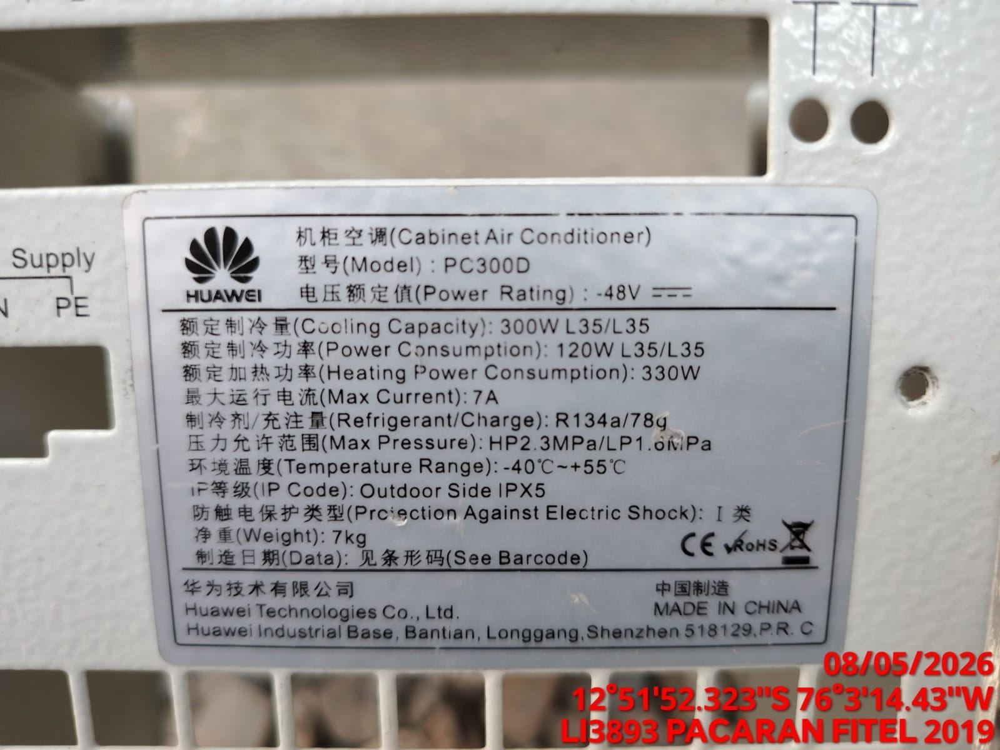 T T
Supply
N PE
HUAWEI
机柜空调(Cabinet Air Conditioner)
型号(Model) : PC300D
电压额定值(Power Rating) : -48V
额定制冷量(Cooling Capacity): 300W L35/L35
额定制冷功率(Power Consumption): 120W L35/L35
额定加热功率(Heating Power Consumption): 330W
最大运行电流(Max Current): 7A
制冷剂/充注量(Refrigerant/Charge): R134a/78g
压力允许范围(Max Pressure): HP2.3MPa/LP1.6MPa
环境温度(Temperature Range): -40℃~+55℃
IP等级(IP Code): Outdoor Side IPX5
防触电保护类型(Protection Against Electric Shock): I 类
净重(Weight): 7kg
CE RoHS
制造日期(Data): 见条形码(See Barcode)
华为技术有限公司
中国制造
Huawei Technologies Co., Ltd.
MADE IN CHINA
Huawei Industrial Base, Bantian, Longgang, Shenzhen 518129, P.R. C
08/05/2026
12°51'52.323"S 76°3'14.43"W
LI3893 PACARAN FITEL 2019